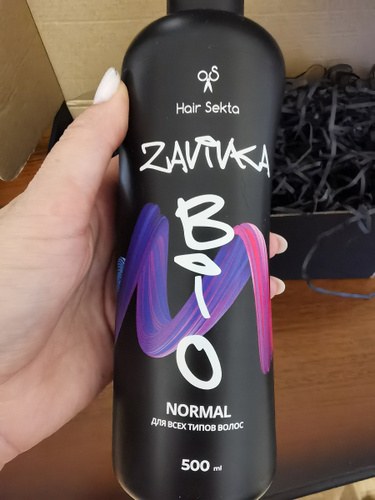 Hair Sekta
ZAVIVKA
BIO
NORMAL
ДЛЯ ВСЕХ ТИПОВ ВОЛОС
500 ml